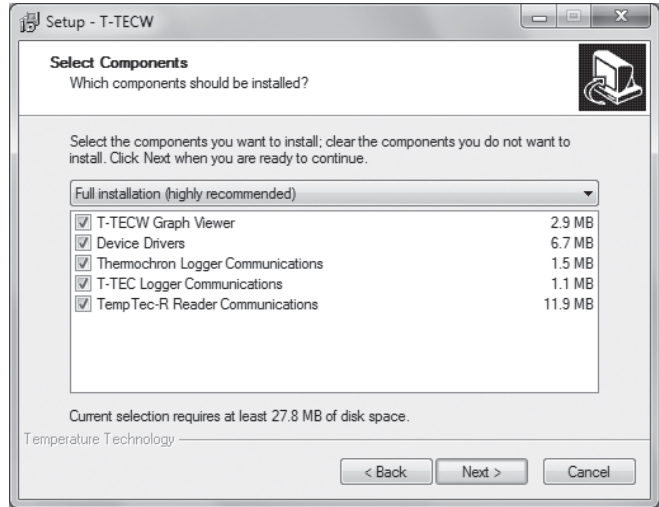 Setup - T-TECW
Select Components
Which components should be installed?
Select the components you want to install; clear the components you do not want to
install. Click Next when you are ready to continue.
Full installation (highly recommended)
T-TECW Graph Viewer 2.9 MB
Device Drivers 6.7 MB
Thermochron Logger Communications 1.5 MB
T-TEC Logger Communications 1.1 MB
TempTec-R Reader Communications 11.9 MB
Current selection requires at least 27.8 MB of disk space.
Temperature Technology
< Back Next > Cancel